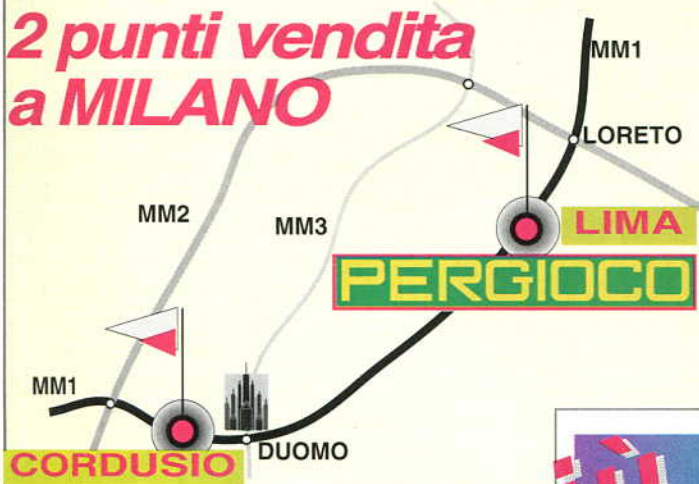 2 punti vendita
a MILANO
MM1
LORETO
MM2
MM3
LIMA
PERGIOCO
MM1
DUOMO
CORDUSIO